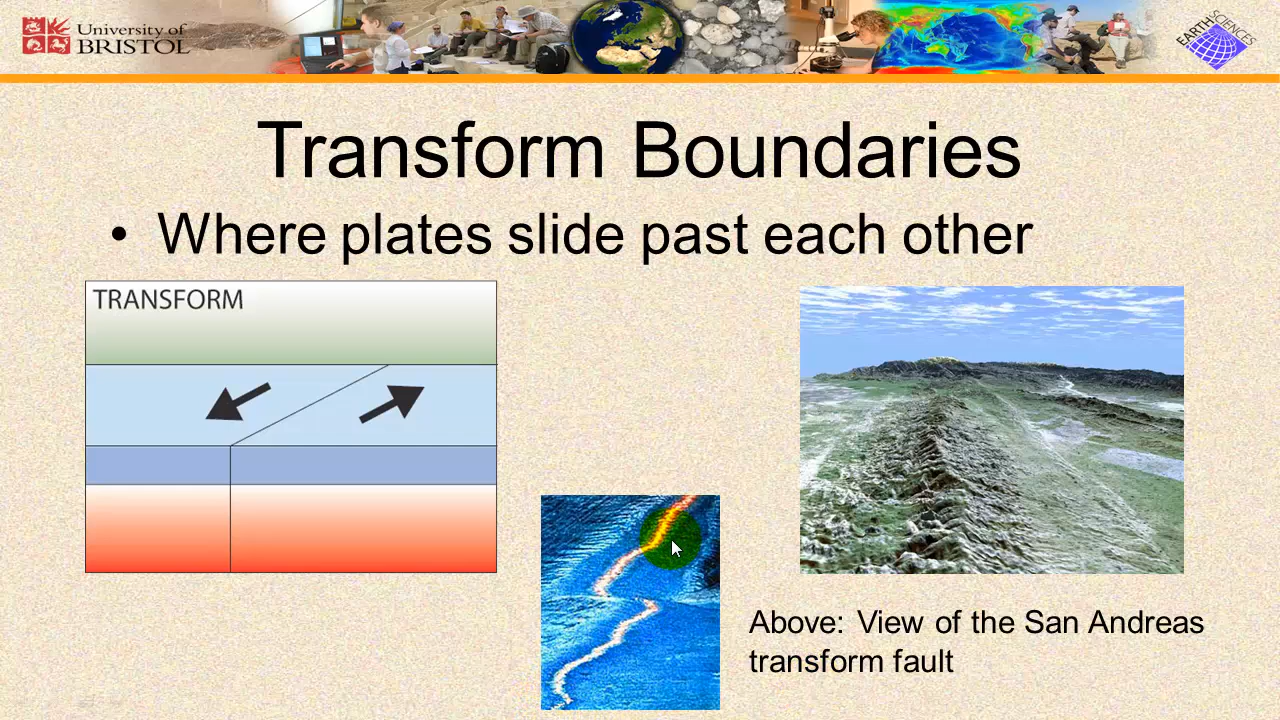 University of
BRISTOL
EARTH SCIENCES
Transform Boundaries
• Where plates slide past each other
TRANSFORM
Above: View of the San Andreas
transform fault